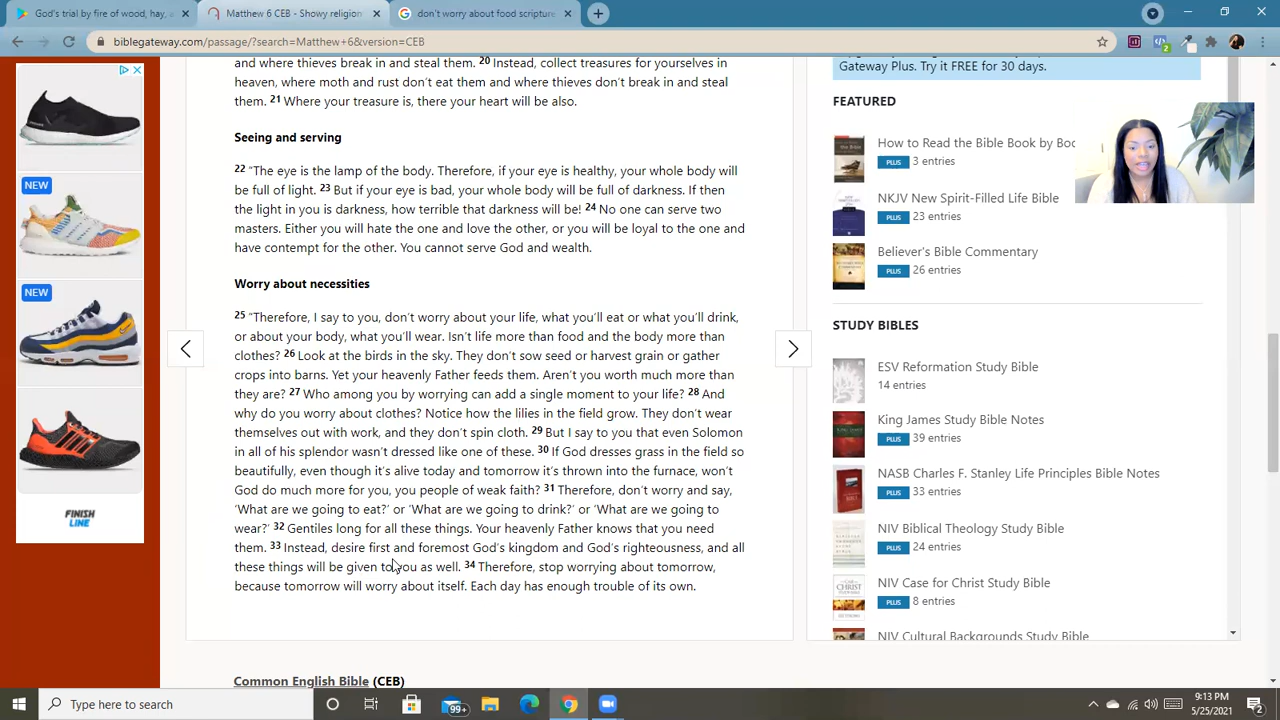 God's trial by fire of wood, hay,
Matthew 6 CEB - Showy religion
don't worry about food scripture
biblegateway.com/passage/?search=Matthew+6&version=CEB
NEW
NEW
FINISH
LINE
and where thieves break in and steal them. 20 Instead, collect treasures for yourselves in
heaven, where moth and rust don't eat them and where thieves don't break in and steal
them. 21 Where your treasure is, there your heart will be also.
Seeing and serving
22 "The eye is the lamp of the body. Therefore, if your eye is healthy, your whole body will
be full of light. 23 But if your eye is bad, your whole body will be full of darkness. If then
the light in you is darkness, how terrible that darkness will be! 24 No one can serve two
masters. Either you will hate the one and love the other, or you will be loyal to the one and
have contempt for the other. You cannot serve God and wealth.
Worry about necessities
25 "Therefore, I say to you, don't worry about your life, what you'll eat or what you'll drink,
or about your body, what you'll wear. Isn't life more than food and the body more than
clothes? 26 Look at the birds in the sky. They don't sow seed or harvest grain or gather
crops into barns. Yet your heavenly Father feeds them. Aren't you worth much more than
they are? 27 Who among you by worrying can add a single moment to your life? 28 And
why do you worry about clothes? Notice how the lilies in the field grow. They don't wear
themselves out with work, and they don't spin cloth. 29 But I say to you that even Solomon
in all of his splendor wasn't dressed like one of these. 30 If God dresses grass in the field so
beautifully, even though it's alive today and tomorrow it's thrown into the furnace, won't
God do much more for you, you people of weak faith? 31 Therefore, don't worry and say,
'What are we going to eat?' or 'What are we going to drink?' or 'What are we going to
wear?' 32 Gentiles long for all these things. Your heavenly Father knows that you need
them. 33 Instead, desire first and foremost God's kingdom and God's righteousness, and all
these things will be given to you as well. 34 Therefore, stop worrying about tomorrow,
because tomorrow will worry about itself. Each day has enough trouble of its own.
Common English Bible (CEB)
Gateway Plus. Try it FREE for 30 days.
FEATURED
How to Read the Bible Book by Boo
PLUS 3 entries
NKJV New Spirit-Filled Life Bible
PLUS 23 entries
Believer's Bible Commentary
PLUS 26 entries
STUDY BIBLES
ESV Reformation Study Bible
14 entries
King James Study Bible Notes
PLUS 39 entries
NASB Charles F. Stanley Life Principles Bible Notes
PLUS 33 entries
NIV Biblical Theology Study Bible
PLUS 24 entries
NIV Case for Christ Study Bible
PLUS 8 entries
NIV Cultural Backgrounds Study Bible
Type here to search
99+
9:13 PM
5/25/2021
2